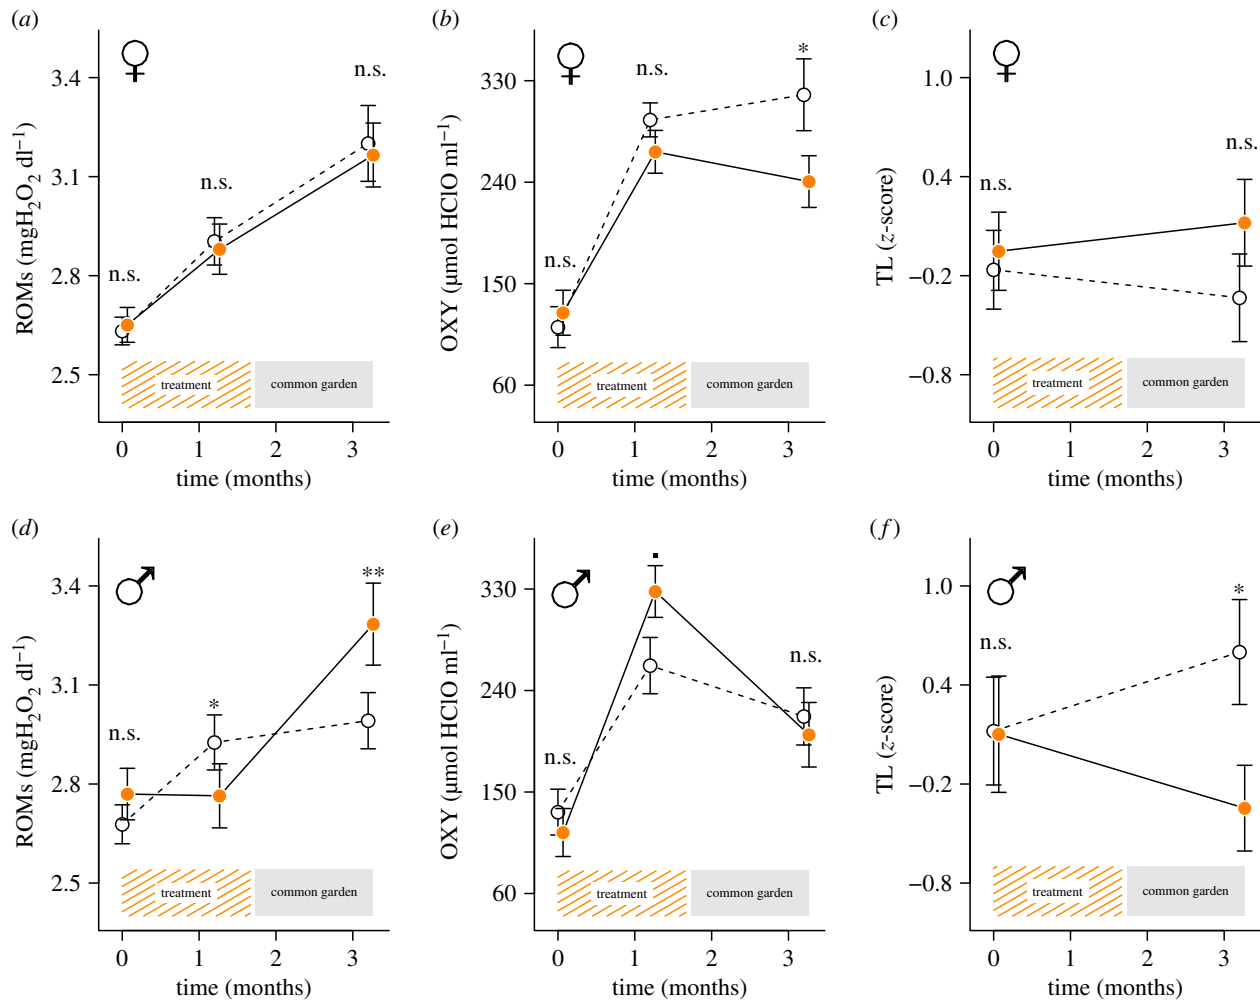 (a)
ROMs (mgH₂O₂ dl⁻¹)
3.4
3.1
2.8
2.5
♀
n.s.
n.s.
n.s.
treatment
common garden
0 1 2 3
time (months)
(b)
OXY (µmol HClO ml⁻¹)
330
240
150
60
♀
n.s.
n.s.
*
treatment
common garden
0 1 2 3
time (months)
(c)
TL (z-score)
1.0
0.4
−0.2
−0.8
♀
n.s.
n.s.
treatment
common garden
0 1 2 3
time (months)
(d)
ROMs (mgH₂O₂ dl⁻¹)
3.4
3.1
2.8
2.5
♂
n.s.
*
**
treatment
common garden
0 1 2 3
time (months)
(e)
OXY (µmol HClO ml⁻¹)
330
240
150
60
♂
n.s.
▪
n.s.
treatment
common garden
0 1 2 3
time (months)
(f)
TL (z-score)
1.0
0.4
−0.2
−0.8
♂
n.s.
*
treatment
common garden
0 1 2 3
time (months)